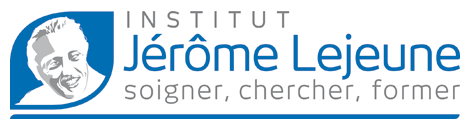 INSTITUT
Jérôme Lejeune
soigner, chercher, former